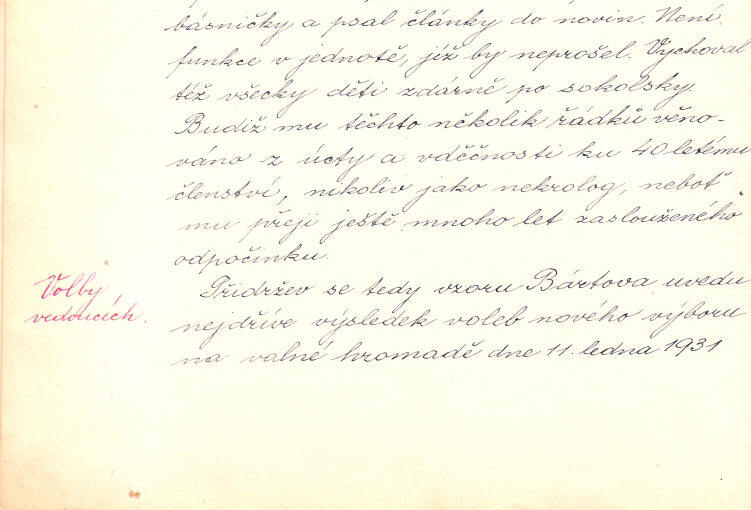 básničky a psal články do novin. Není
funkce v jednotě, jíž by neprošel. Vychoval
též všecky děti zdárně po sokolsky.
Budiž mu těchto několik řádků věno-
váno z úcty a vděčnosti ku 40letému
členství, nikoliv jako nekrolog, neboť
mu přeji ještě mnoho let zaslouženého
odpočinku.
Volby
vedoucích.
Přidržev se tedy vzoru Bártova uvedu
nejdříve výsledek voleb nového výboru
na valné hromadě dne 11. ledna 1931